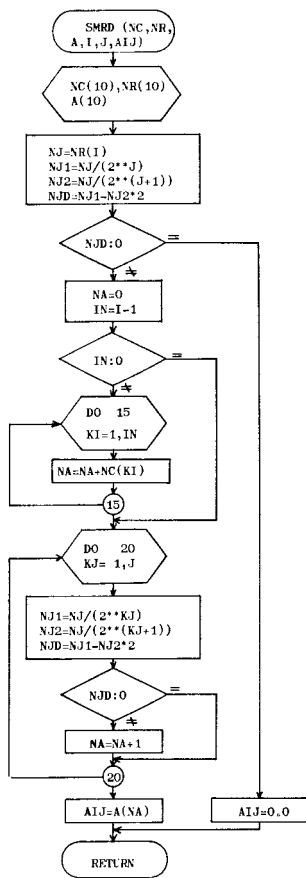 SMRD (NC,NR,
A,I,J,AIJ)
NC(10),NR(10)
A(10)
NJ=NR(I)
NJ1=NJ/(2**J)
NJ2=NJ/(2**(J+1))
NJD=NJ1-NJ2*2
NJD:0
=
≠
NA=0
IN=I-1
IN:0
=
≠
DO 15
KI=1,IN
NA=NA+NC(KI)
15
DO 20
KJ= 1,J
NJ1=NJ/(2**KJ)
NJ2=NJ/(2**(KJ+1))
NJD=NJ1-NJ2*2
NJD:0
=
≠
NA=NA+1
20
AIJ=A(NA)
AIJ=0.0
RETURN